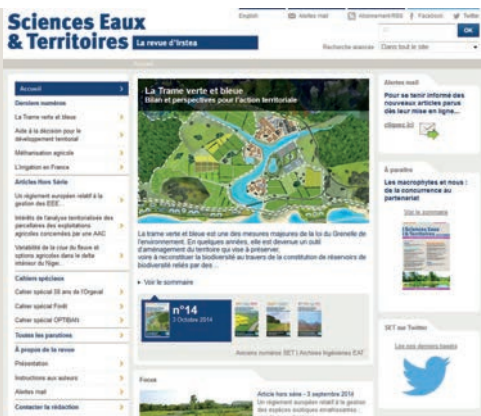 Sciences Eaux
& Territoires La revue d'Irstea
English Alertes mail Abonnement RSS Facebook Twitter
OK
Recherche avancée Dans tout le site
Accueil
Accueil
Derniers numéros
La Trame verte et bleue
Aide à la décision pour le
développement territorial
Méthanisation agricole
L'irrigation en France
Articles Hors Série
Un règlement européen relatif à la
gestion des EEE...
Intérêts de l'analyse territorialisée des
parcellaires des exploitations
agricoles concernées par une AAC
Variabilité de la crue du fleuve et
options agricoles dans le delta
intérieur du Niger.
Cahiers spéciaux
Cahier spécial 50 ans de l'Orgeval
Cahier spécial Forêt
Cahier spécial OPTIBAN
Toutes les parutions
À propos de la revue
Présentation
Instructions aux auteurs
Alertes mail
Contacter la rédaction
La Trame verte et bleue
Bilan et perspectives pour l'action territoriale
La trame verte et bleue est une des mesures majeures de la loi du Grenelle de
l'environnement. En quelques années, elle est devenue un outil
d'aménagement du territoire qui vise à préserver,
voire à reconstituer la biodiversité au travers de la constitution de réservoirs de
biodiversité reliés par des ...
Voir le sommaire
n°14
3 Octobre 2014
Anciens numéros SET | Archives Ingénieries EAT
Focus
Article hors série - 3 septembre 2014
Un règlement européen relatif à la gestion
des espèces exotiques envahissantes...
Alertes mail
Pour se tenir informé des
nouveaux articles parus
dès leur mise en ligne...
cliquez ici
À paraître
Les macrophytes et nous :
de la concurrence au
partenariat
Voir le sommaire
Sciences Eaux
& Territoires
SET sur Twitter
Lire nos derniers tweets